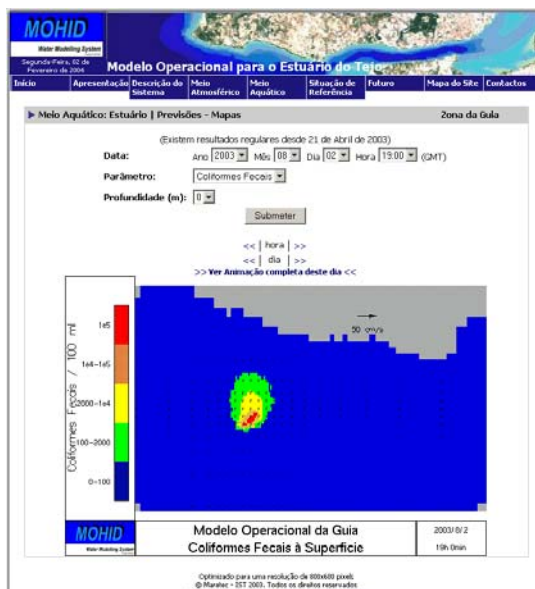 MOHID
Water Modelling System
Segunda-Feira, 02 de
Fevereiro de 2004
Modelo Operacional para o Estuário do Tejo
Início Apresentação Descrição do Sistema Meio Atmosférico Meio Aquático Situação de Referência Futuro Mapa do Site Contactos
Meio Aquático: Estuário | Previsões - Mapas Zona da Guia
(Existem resultados regulares desde 21 de Abril de 2003)
Data: Ano 2003 Mês 08 Dia 02 Hora 19:00 (GMT)
Parâmetro: Coliformes Fecais
Profundidade (m): 0
Submeter
<< | hora | >>
<< | dia | >>
>> Ver Animação completa deste dia <<
Coliformes Fecais / 100 ml
1e5
1e4-1e5
2000-1e4
100-2000
0-100
50 cm/s
MOHID
Water Modelling System
Modelo Operacional da Guia
Coliformes Fecais à Superficie
2003/8/2
19h 0min
Optimizado para uma resolução de 800x600 pixels
© Maretec - IST 2003. Todos os direitos reservados